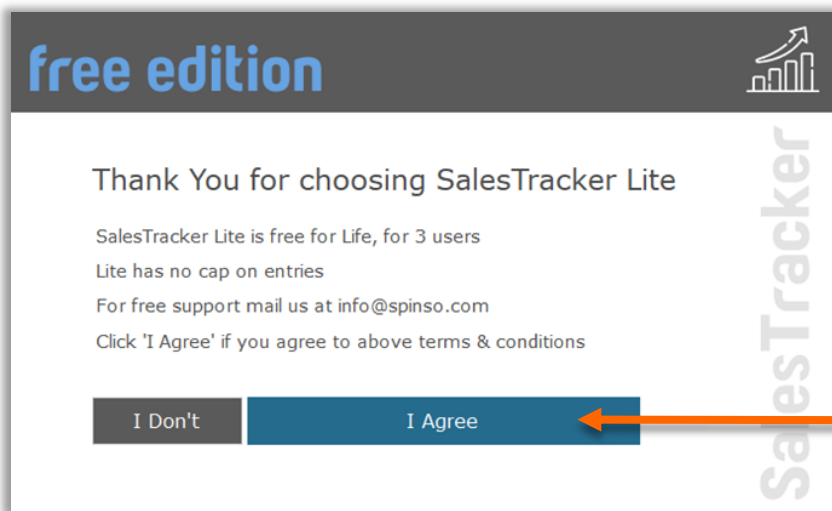 free edition
Thank You for choosing SalesTracker Lite
SalesTracker Lite is free for Life, for 3 users
Lite has no cap on entries
For free support mail us at info@spinso.com
Click 'I Agree' if you agree to above terms & conditions
I Don't
I Agree
SalesTracker